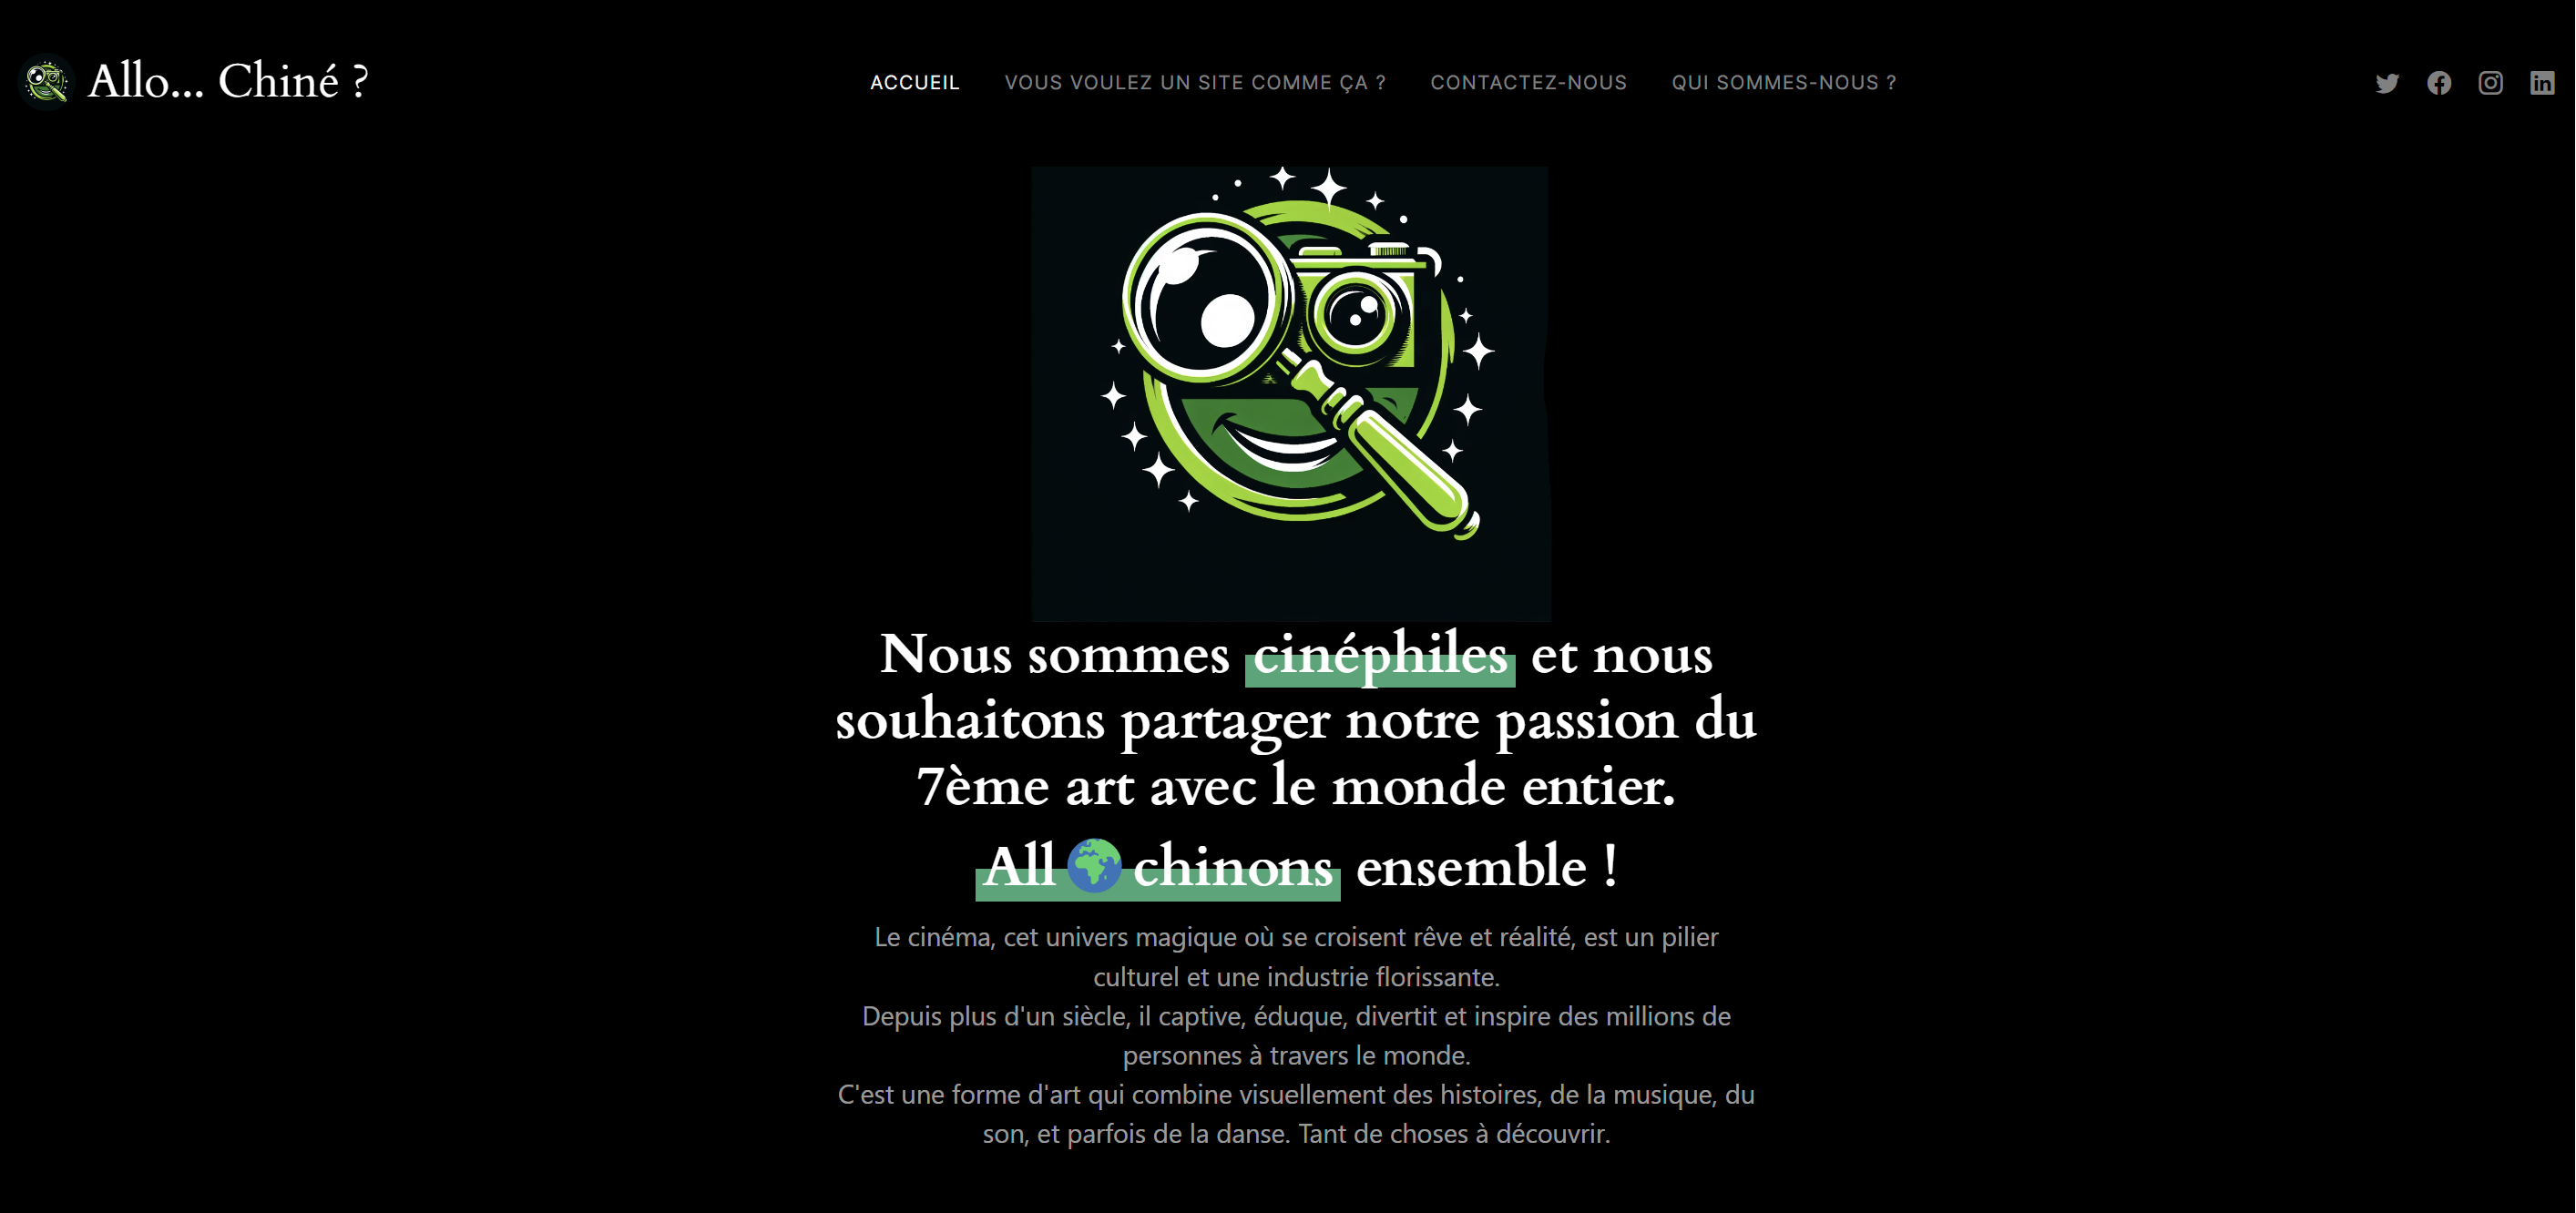 Allo... Chiné ?
ACCUEIL
VOUS VOULEZ UN SITE COMME ÇA ?
CONTACTEZ-NOUS
QUI SOMMES-NOUS ?
Nous sommes cinéphiles et nous
souhaitons partager notre passion du
7ème art avec le monde entier.
All🌍chinons ensemble !
Le cinéma, cet univers magique où se croisent rêve et réalité, est un pilier
culturel et une industrie florissante.
Depuis plus d'un siècle, il captive, éduque, divertit et inspire des millions de
personnes à travers le monde.
C'est une forme d'art qui combine visuellement des histoires, de la musique, du
son, et parfois de la danse. Tant de choses à découvrir.